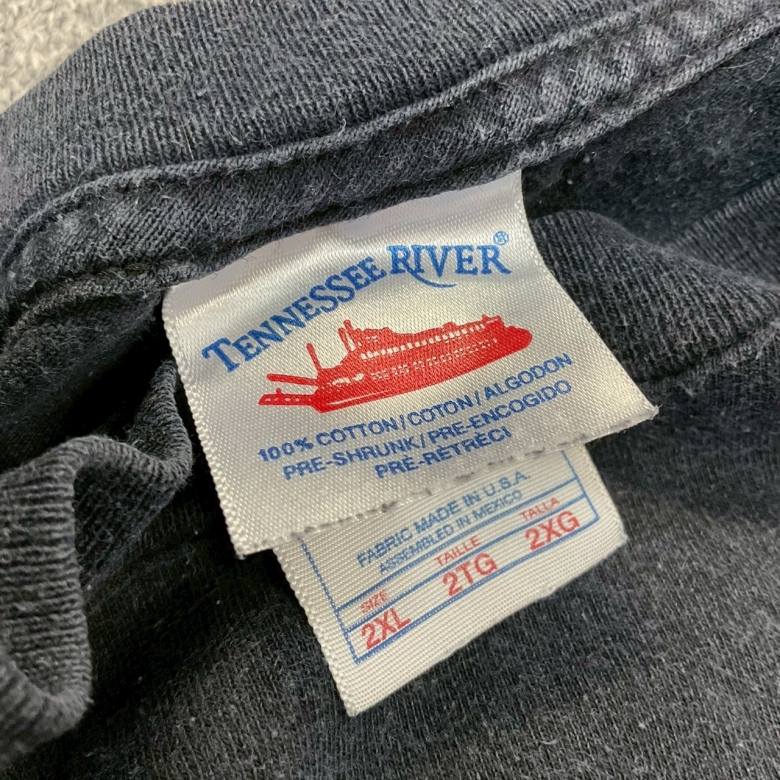 TENNESSEE RIVER®
100% COTTON/COTON/ALGODON
PRE-SHRUNK/PRE-ENCOGIDO
PRÉ-RÉTRÉCI
FABRIC MADE IN U.S.A.
ASSEMBLED IN MEXICO
SIZE TAILLE TALLA
2XL 2TG 2XG